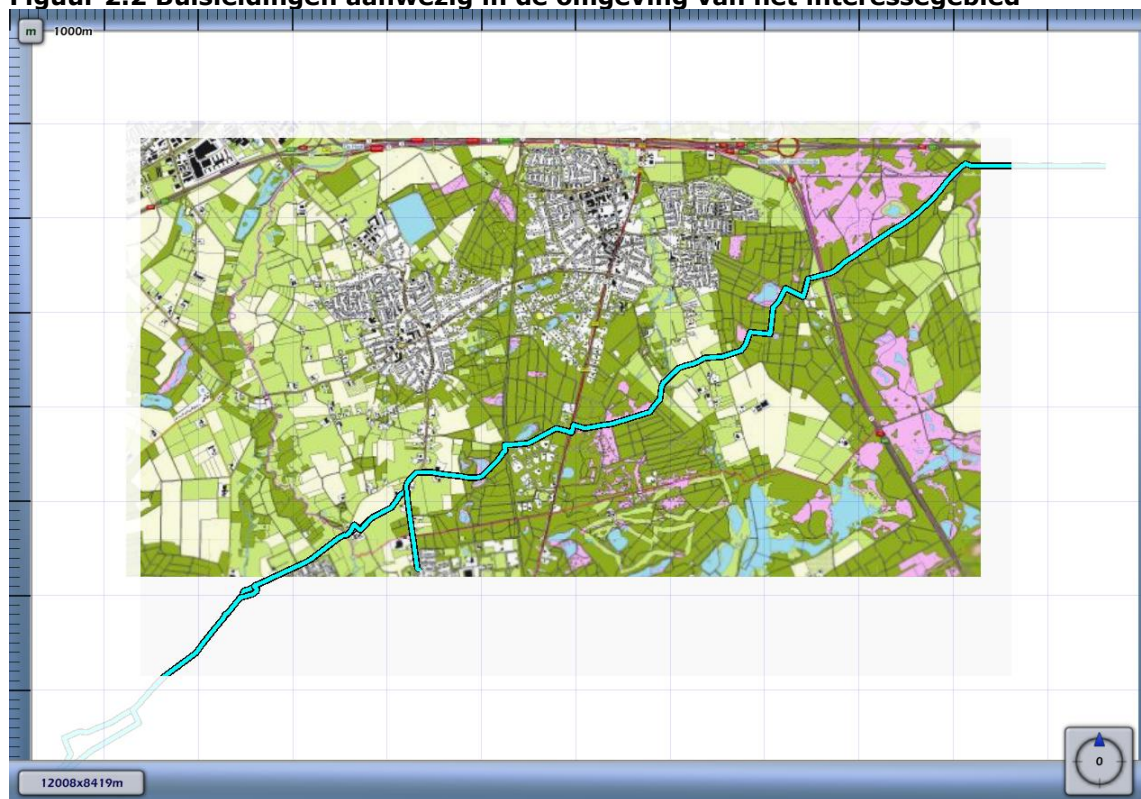 Figuur 2.2 Buisleidingen aanwezig in de omgeving van het interessegebied
m
1000m
0
12008x8419m